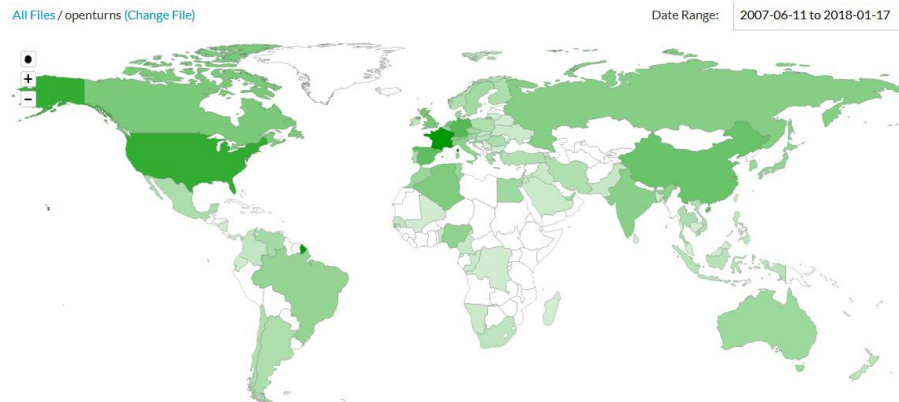 All Files / openturns (Change File)
Date Range: 2007-06-11 to 2018-01-17
+
−